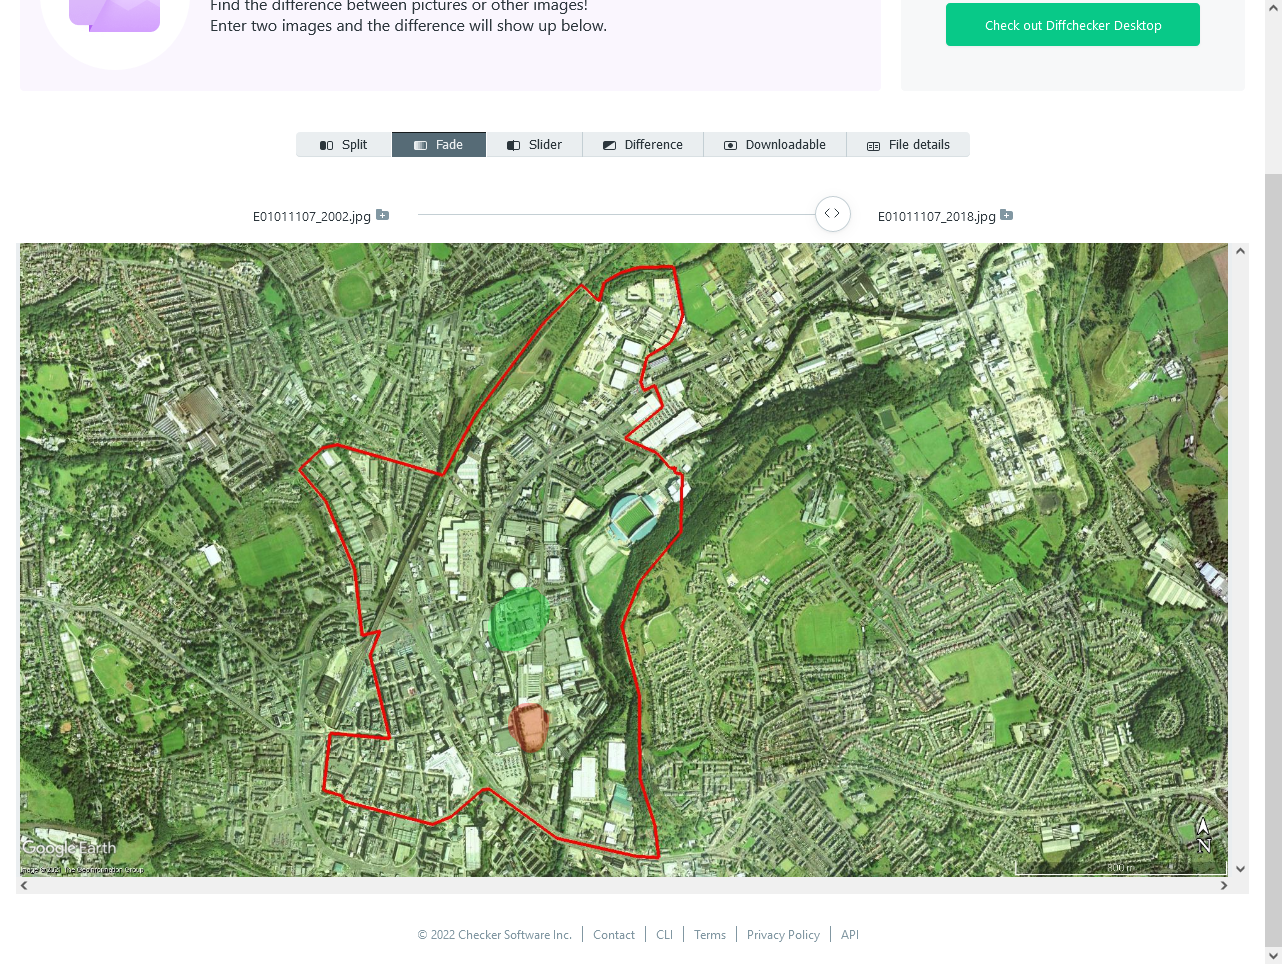 Find the difference between pictures or other images!
Enter two images and the difference will show up below.
Check out Diffchecker Desktop
Split
Fade
Slider
Difference
Downloadable
File details
E01011107_2002.jpg
E01011107_2018.jpg
Google Earth
N
© 2022 Checker Software Inc.
Contact
CLI
Terms
Privacy Policy
API